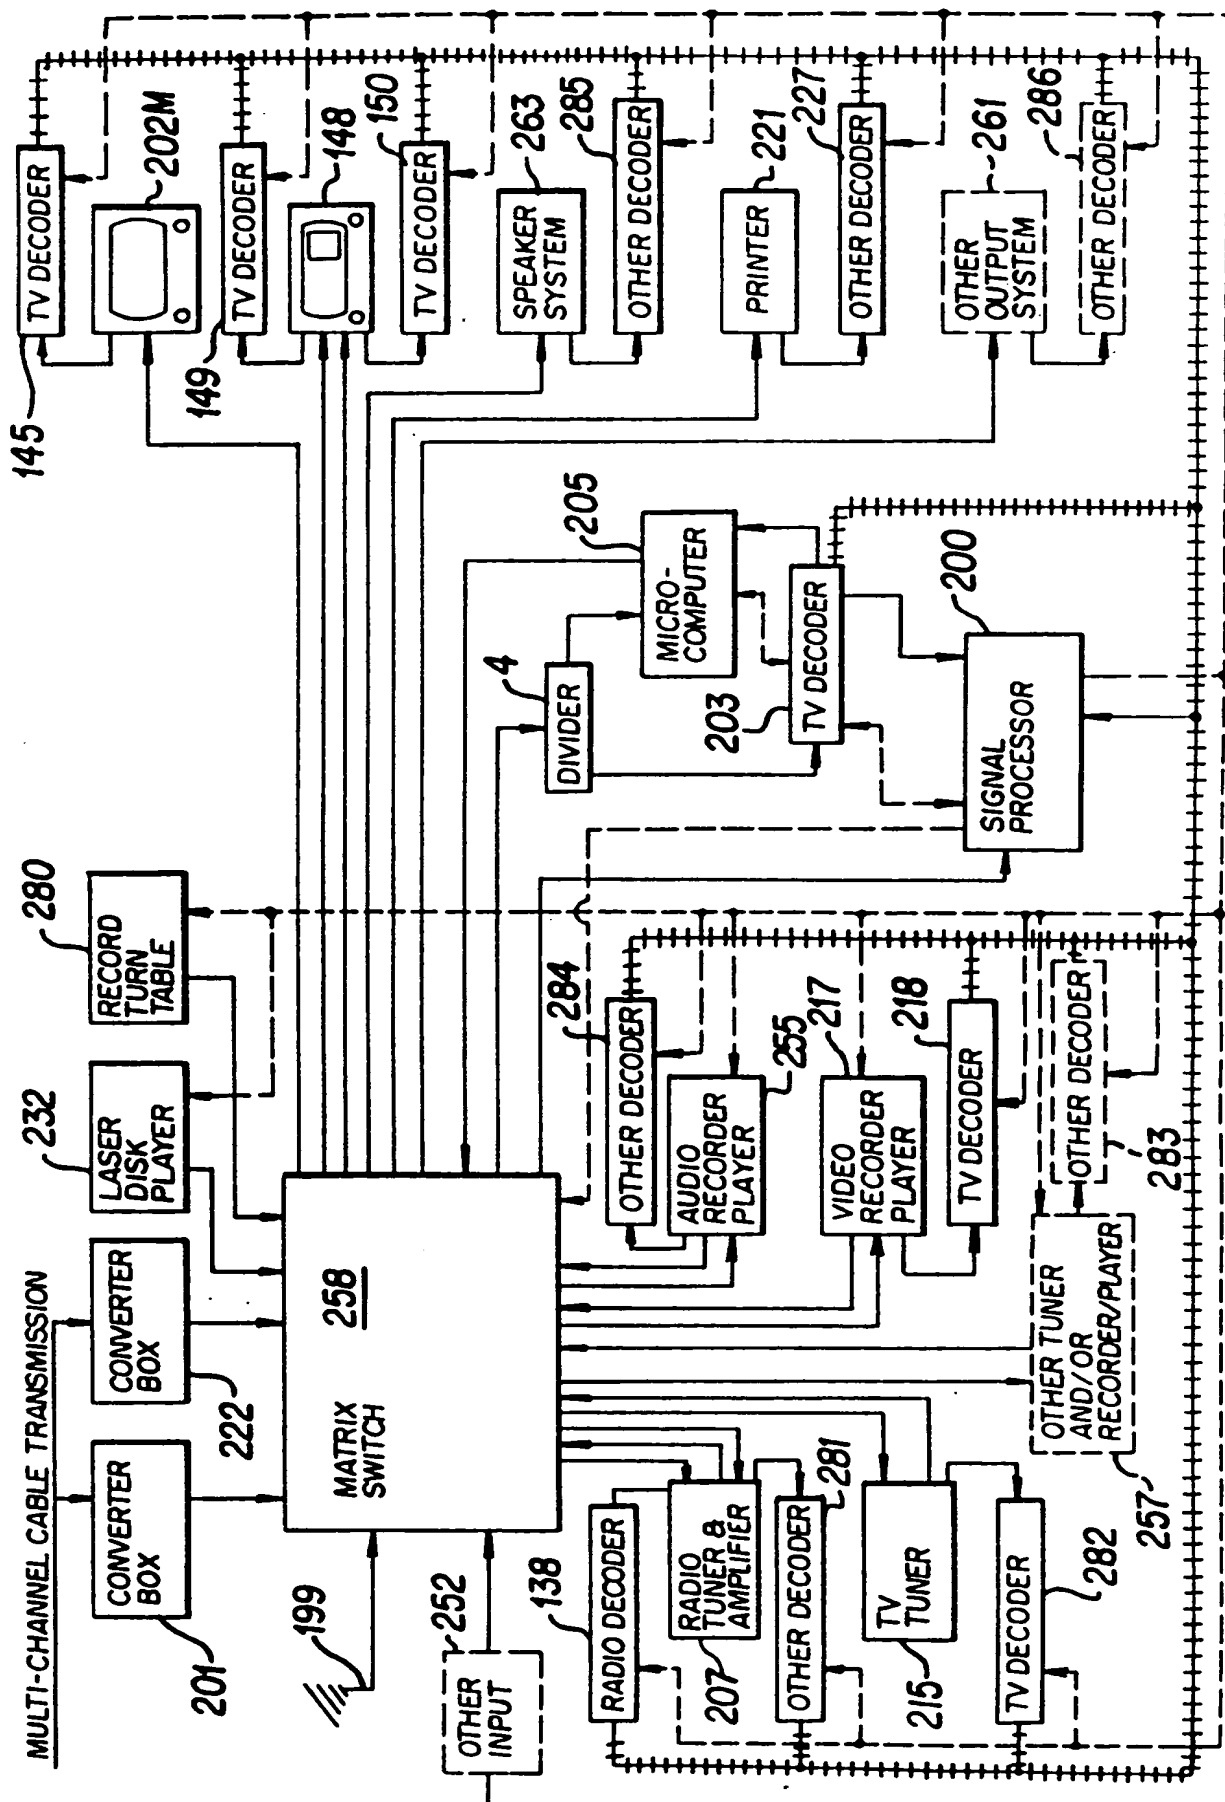 MULTI-CHANNEL CABLE TRANSMISSION
CONVERTER
BOX
201
CONVERTER
BOX
222
LASER
DISK
PLAYER
232
RECORD
TURN
TABLE
280
199
OTHER
INPUT
252
MATRIX
SWITCH
258
RADIO DECODER
138
RADIO
TUNER &
AMPLIFIER
207
OTHER DECODER
281
TV
TUNER
215
TV DECODER
282
OTHER DECODER
284
AUDIO
RECORDER
PLAYER
255
VIDEO
RECORDER
PLAYER
217
TV DECODER
218
OTHER TUNER
AND/OR
RECORDER/PLAYER
257
OTHER DECODER
283
DIVIDER
4
MICRO-
COMPUTER
205
TV DECODER
203
SIGNAL
PROCESSOR
200
TV DECODER
145
202M
TV DECODER
149
148
TV DECODER
150
SPEAKER
SYSTEM
263
OTHER DECODER
285
PRINTER
221
OTHER DECODER
227
OTHER
OUTPUT
SYSTEM
261
OTHER DECODER
286